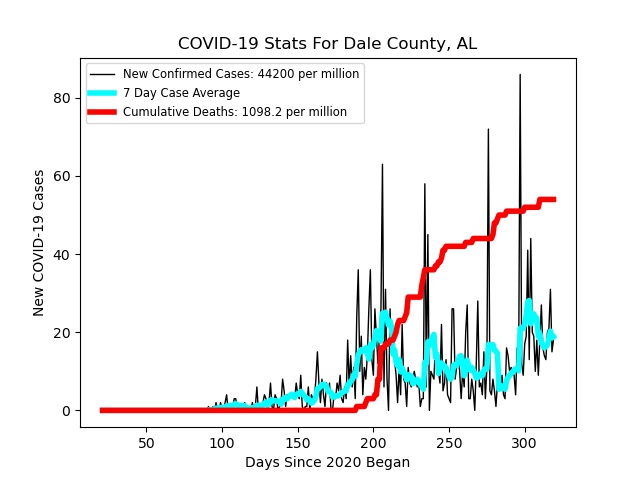 COVID-19 Stats For Dale County, AL
New Confirmed Cases: 44200 per million
7 Day Case Average
Cumulative Deaths: 1098.2 per million
New COVID-19 Cases
80
60
40
20
0
50 100 150 200 250 300
Days Since 2020 Began